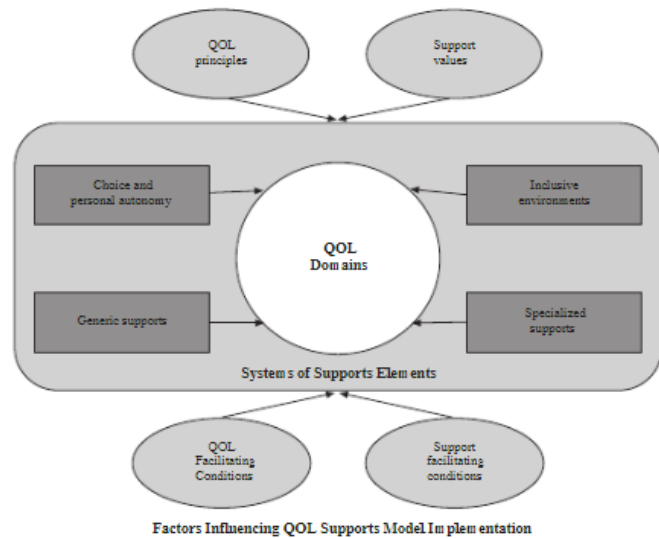 QOL
principles
Support
values
Choice and
personal autonomy
Inclusive
environments
QOL
Domains
Generic supports
Specialized
supports
Systems of Supports Elements
QOL
Facilitating
Conditions
Support
facilitating
conditions
Factors Influencing QOL Supports Model Implementation